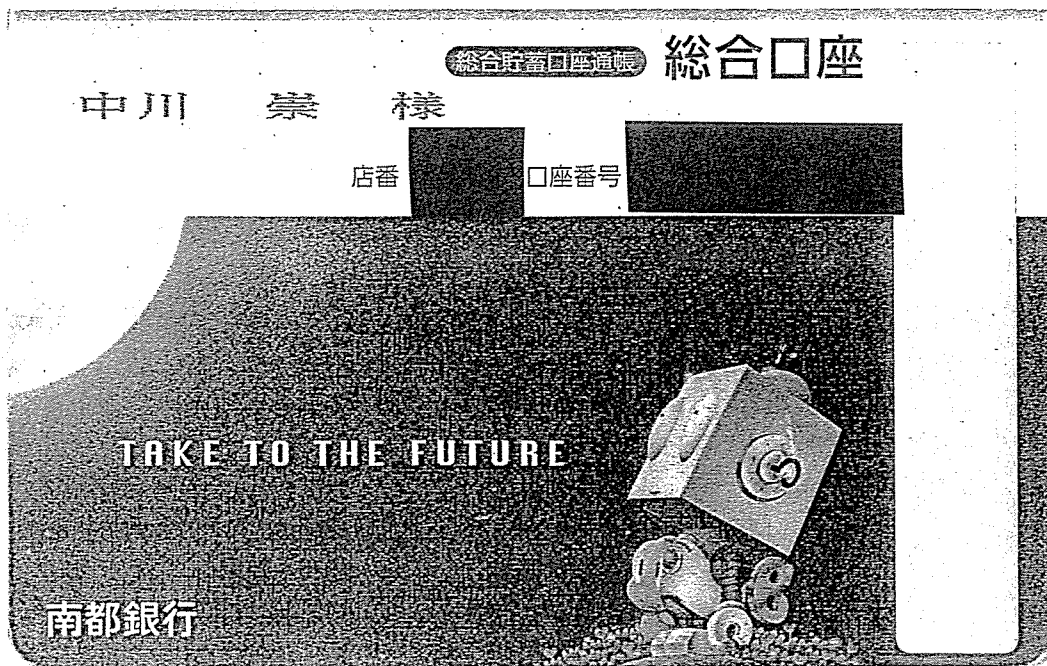 総合貯蓄口座通帳 総合口座
中川 崇 様
店番 口座番号
TAKE TO THE FUTURE
南都銀行